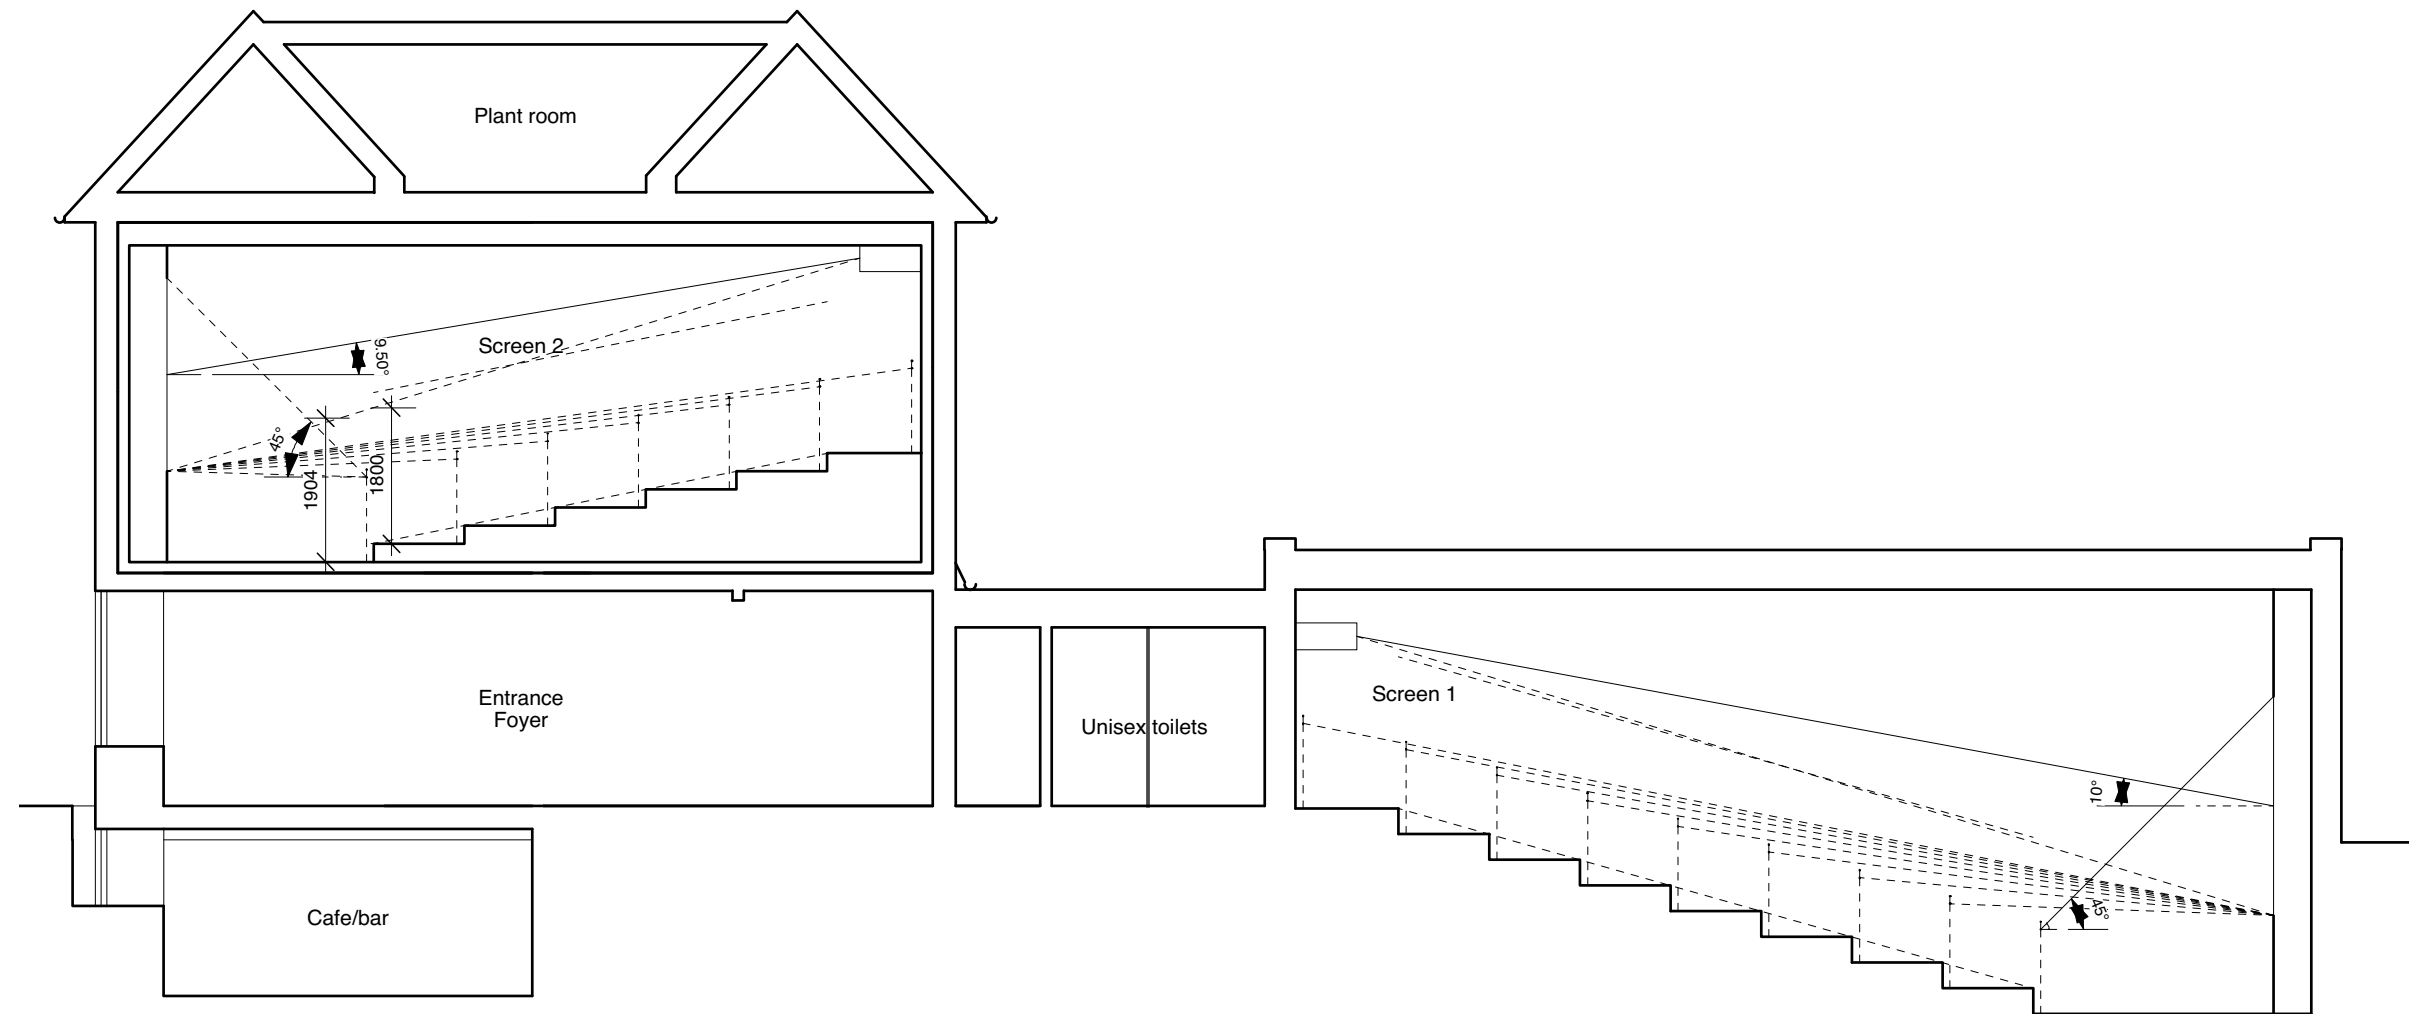 Plant room
Screen 2
9.50°
45°
1904
1800
Entrance
Foyer
Unisex toilets
Screen 1
10°
45°
Cafe/bar